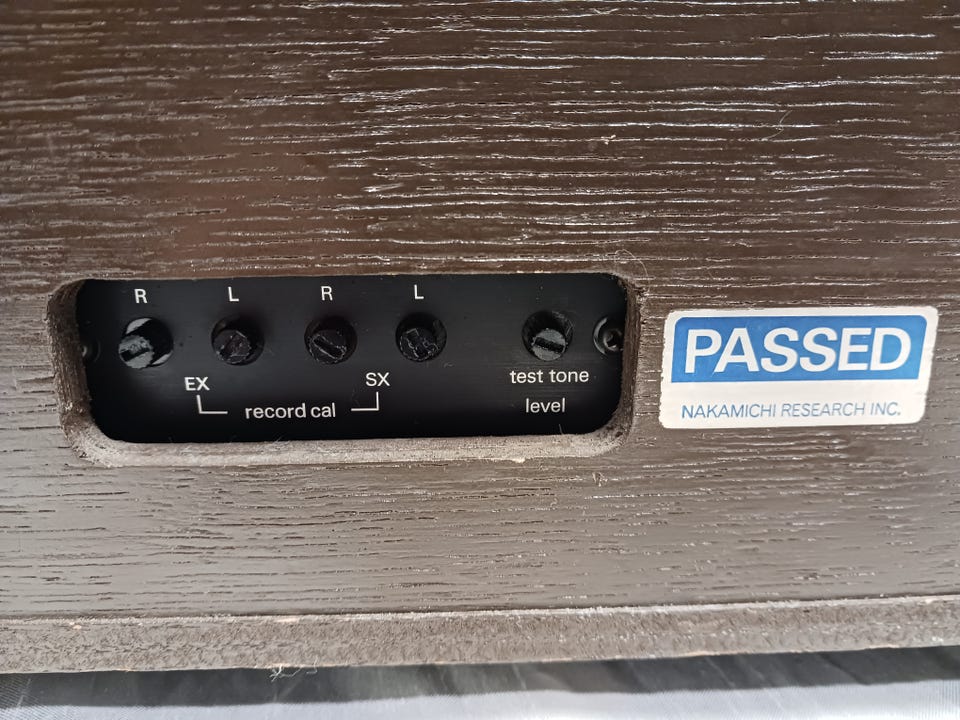 R L R L
EX SX
record cal
test tone
level
PASSED
NAKAMICHI RESEARCH INC.